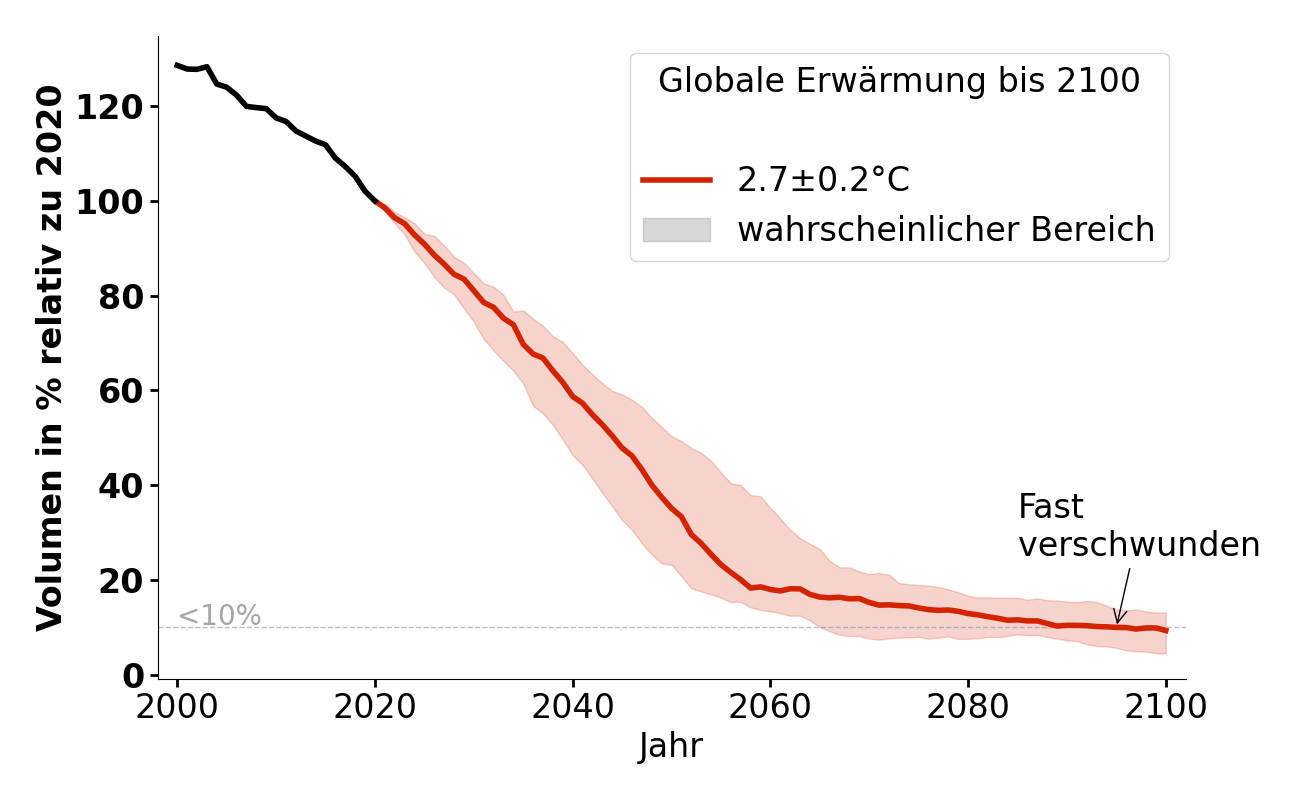 Globale Erwärmung bis 2100
2.7±0.2°C
wahrscheinlicher Bereich
Volumen in % relativ zu 2020
120
100
80
60
40
20
0
Fast
verschwunden
<10%
2000
2020
2040
2060
2080
2100
Jahr